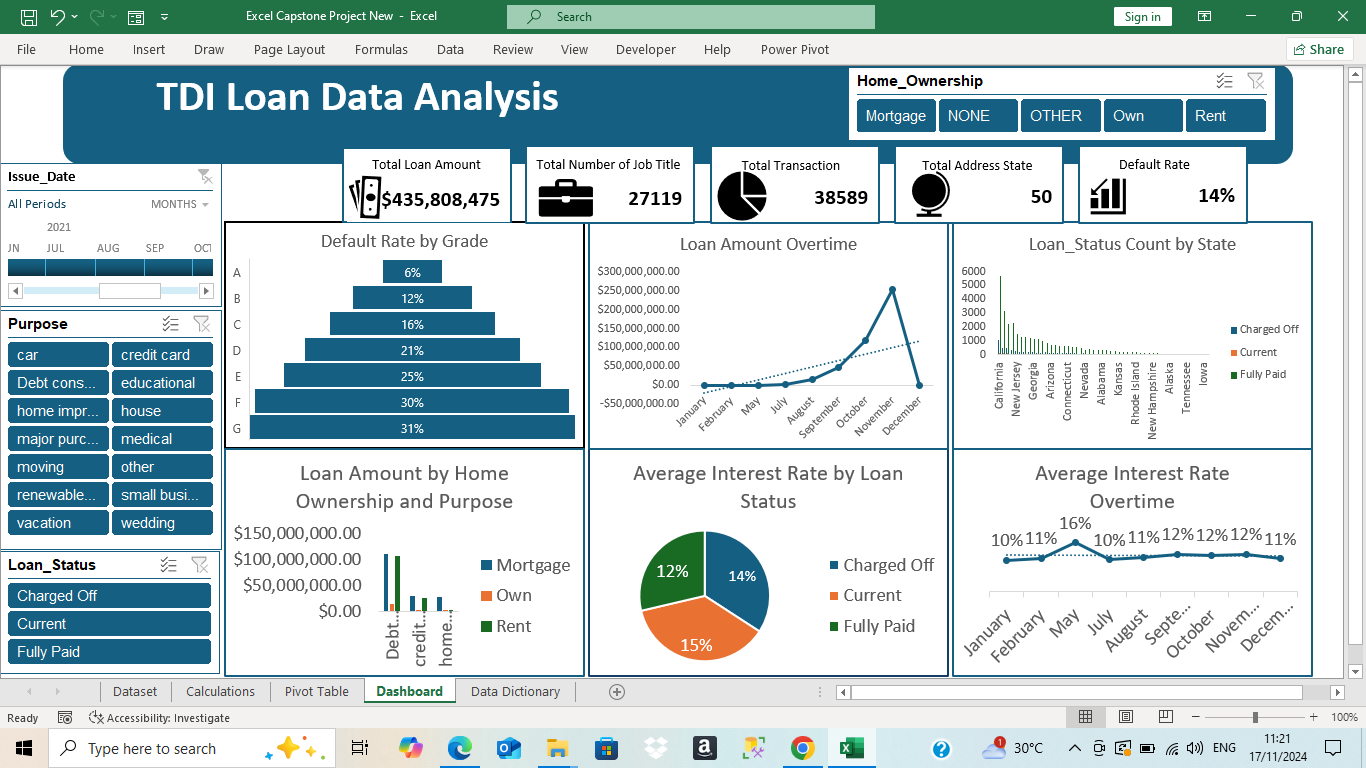 Excel Capstone Project New - Excel
Search
Sign in
File Home Insert Draw Page Layout Formulas Data Review View Developer Help Power Pivot
Share
TDI Loan Data Analysis
Home_Ownership
Mortgage NONE OTHER Own Rent
Total Loan Amount
$435,808,475
Total Number of Job Title
27119
Total Transaction
38589
Total Address State
50
Default Rate
14%
Issue_Date
All Periods MONTHS
2021
JN JUL AUG SEP OCT
Purpose
car credit card
Debt cons... educational
home impr... house
major purc... medical
moving other
renewable... small busi...
vacation wedding
Loan_Status
Charged Off
Current
Fully Paid
Default Rate by Grade
A 6%
B 12%
C 16%
D 21%
E 25%
F 30%
G 31%
Loan Amount Overtime
$300,000,000.00
$250,000,000.00
$200,000,000.00
$150,000,000.00
$100,000,000.00
$50,000,000.00
$0.00
-$50,000,000.00
January February May July August September October November December
Loan_Status Count by State
6000
5000
4000
3000
2000
1000
0
California New Jersey Georgia Arizona Connecticut Nevada Alabama Kansas Rhode Island New Hampshire Alaska Tennessee Iowa
Charged Off
Current
Fully Paid
Loan Amount by Home
Ownership and Purpose
$150,000,000.00
$100,000,000.00
$50,000,000.00
$0.00
Debt... credit... home...
Mortgage
Own
Rent
Average Interest Rate by Loan
Status
12% 14%
15%
Charged Off
Current
Fully Paid
Average Interest Rate
Overtime
10% 11% 16% 10% 11% 12% 12% 12% 11%
January February May July August Septe... October Novem... Decem...
Dataset Calculations Pivot Table Dashboard Data Dictionary
Ready Accessibility: Investigate
100%
Type here to search
1 30°C ENG
11:21
17/11/2024